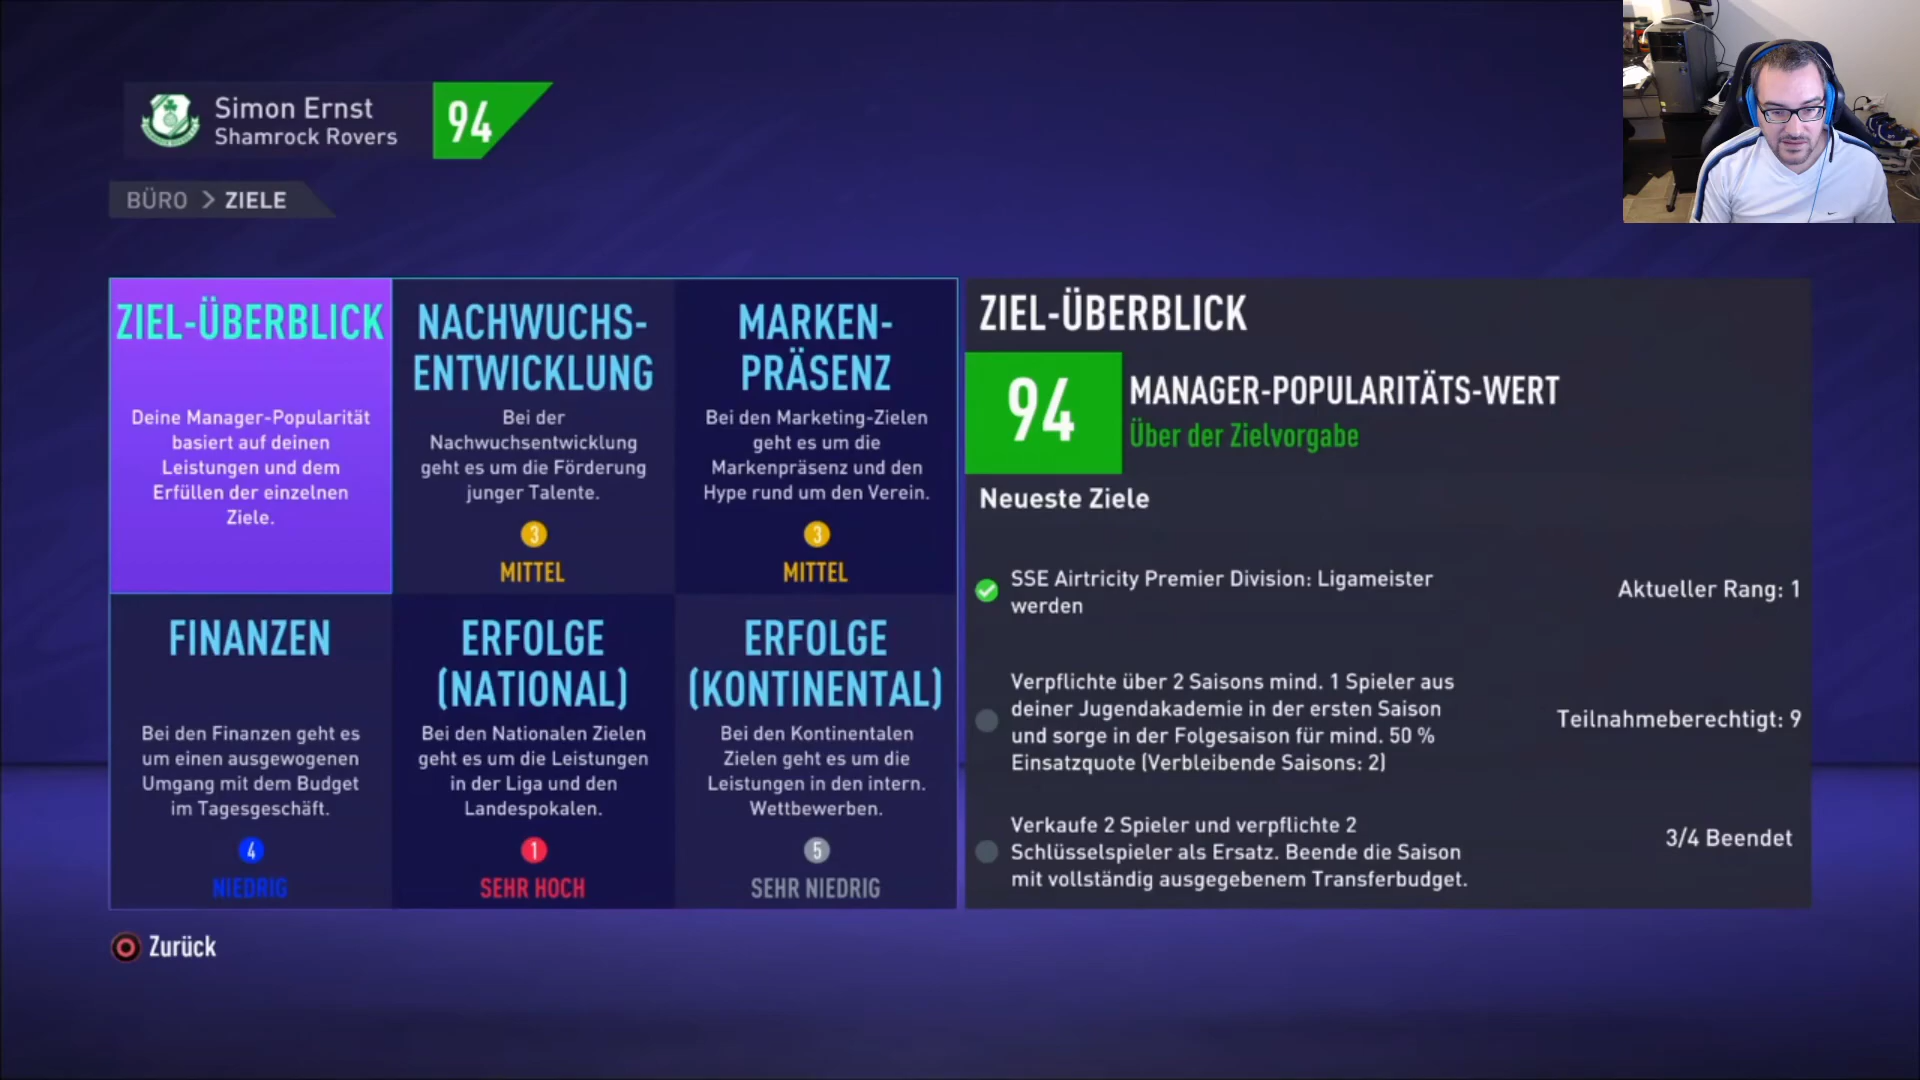 Simon Ernst
Shamrock Rovers
94
BÜRO > ZIELE
ZIEL-ÜBERBLICK
Deine Manager-Popularität
basiert auf deinen
Leistungen und dem
Erfüllen der einzelnen
Ziele.
NACHWUCHS-
ENTWICKLUNG
Bei der
Nachwuchsentwicklung
geht es um die Förderung
junger Talente.
3
MITTEL
MARKEN-
PRÄSENZ
Bei den Marketing-Zielen
geht es um die
Markenpräsenz und den
Hype rund um den Verein.
3
MITTEL
FINANZEN
Bei den Finanzen geht es
um einen ausgewogenen
Umgang mit dem Budget
im Tagesgeschäft.
4
NIEDRIG
ERFOLGE
(NATIONAL)
Bei den Nationalen Zielen
geht es um die Leistungen
in der Liga und den
Landespokalen.
1
SEHR HOCH
ERFOLGE
(KONTINENTAL)
Bei den Kontinentalen
Zielen geht es um die
Leistungen in den intern.
Wettbewerben.
5
SEHR NIEDRIG
ZIEL-ÜBERBLICK
94
MANAGER-POPULARITÄTS-WERT
Über der Zielvorgabe
Neueste Ziele
SSE Airtricity Premier Division: Ligameister
werden
Aktueller Rang: 1
Verpflichte über 2 Saisons mind. 1 Spieler aus
deiner Jugendakademie in der ersten Saison
und sorge in der Folgesaison für mind. 50 %
Einsatzquote (Verbleibende Saisons: 2)
Teilnahmeberechtigt: 9
Verkaufe 2 Spieler und verpflichte 2
Schlüsselspieler als Ersatz. Beende die Saison
mit vollständig ausgegebenem Transferbudget.
3/4 Beendet
Zurück